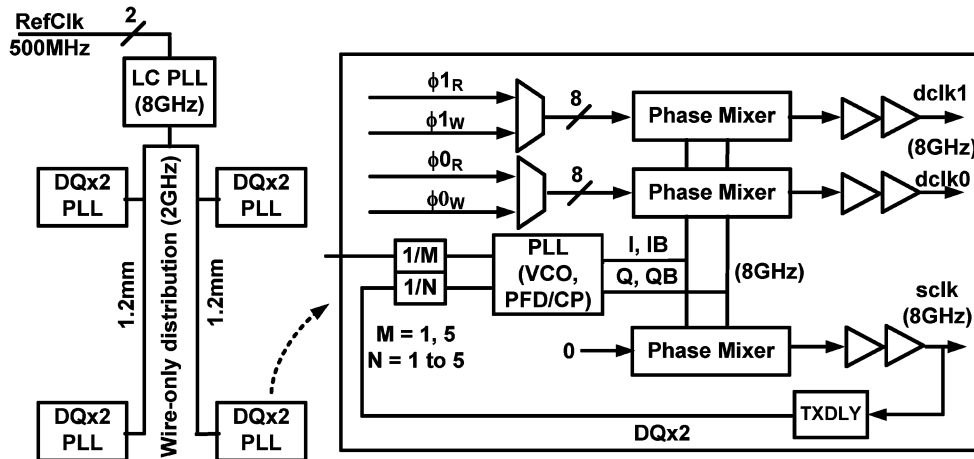 RefClk
500MHz
2
LC PLL
(8GHz)
DQx2
PLL
DQx2
PLL
1.2mm
Wire-only distribution (2GHz)
1.2mm
DQx2
PLL
DQx2
PLL
ϕ1R
ϕ1W
ϕ0R
ϕ0W
8
8
Phase Mixer
Phase Mixer
dclk1
(8GHz)
dclk0
1/M
1/N
M = 1, 5
N = 1 to 5
PLL
(VCO,
PFD/CP)
I, IB
Q, QB
(8GHz)
0
Phase Mixer
sclk
(8GHz)
TXDLY
DQx2